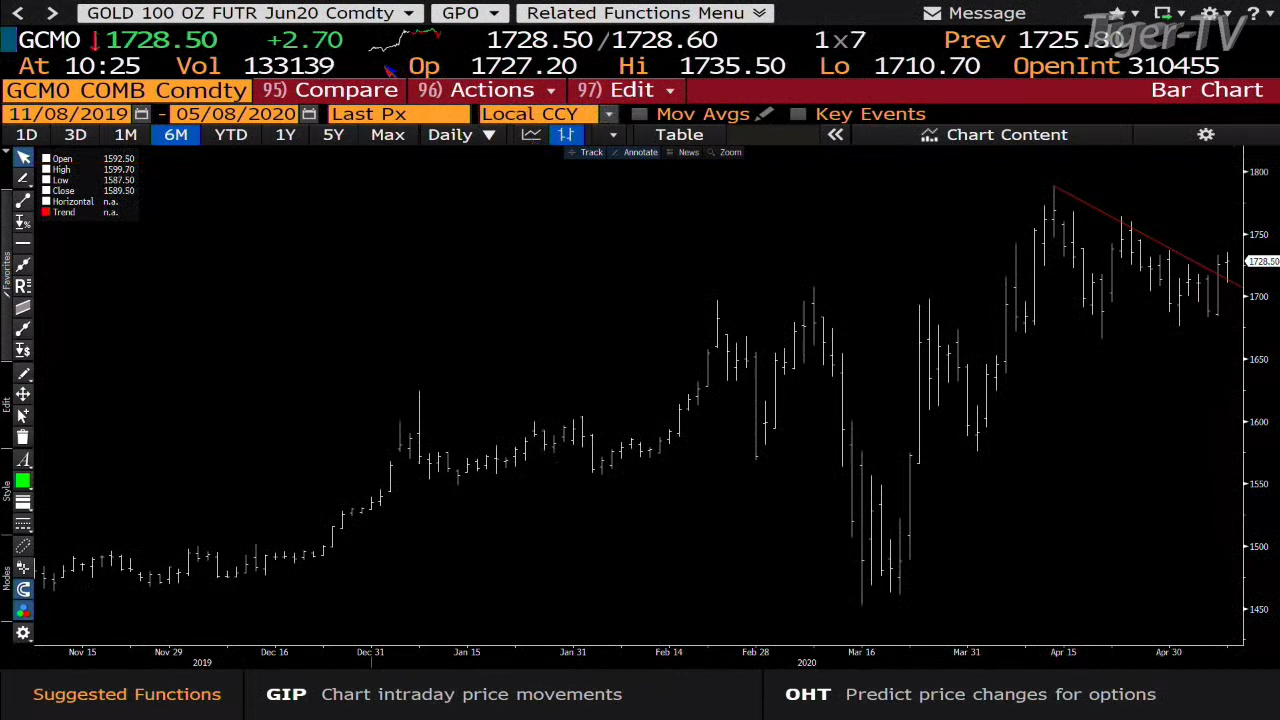 GOLD 100 OZ FUTR Jun20 Comdty GPO Related Functions Menu Message ?
Tiger-TV
GCM0 1728.50 +2.70 1728.50 / 1728.60 1 x 7 Prev 1725.80
At 10:25 Vol 133139 Op 1727.20 Hi 1735.50 Lo 1710.70 OpenInt 310455
GCM0 COMB Comdty 95) Compare 96) Actions 97) Edit Bar Chart
11/08/2019 - 05/08/2020 Last Px Local CCY Mov Avgs Key Events
1D 3D 1M 6M YTD 1Y 5Y Max Daily Table Chart Content
Track Annotate News Zoom
Open 1592.50
High 1599.70
Low 1587.50
Close 1589.50
Horizontal n.a.
Trend n.a.
Favorites
Edit
Style
Modes
1800
1750
1728.50
1700
1650
1600
1550
1500
1450
Nov 15 Nov 29 Dec 16 Dec 31 Jan 15 Jan 31 Feb 14 Feb 28 Mar 16 Mar 31 Apr 15 Apr 30
2019 2020
Suggested Functions GIP Chart intraday price movements OHT Predict price changes for options